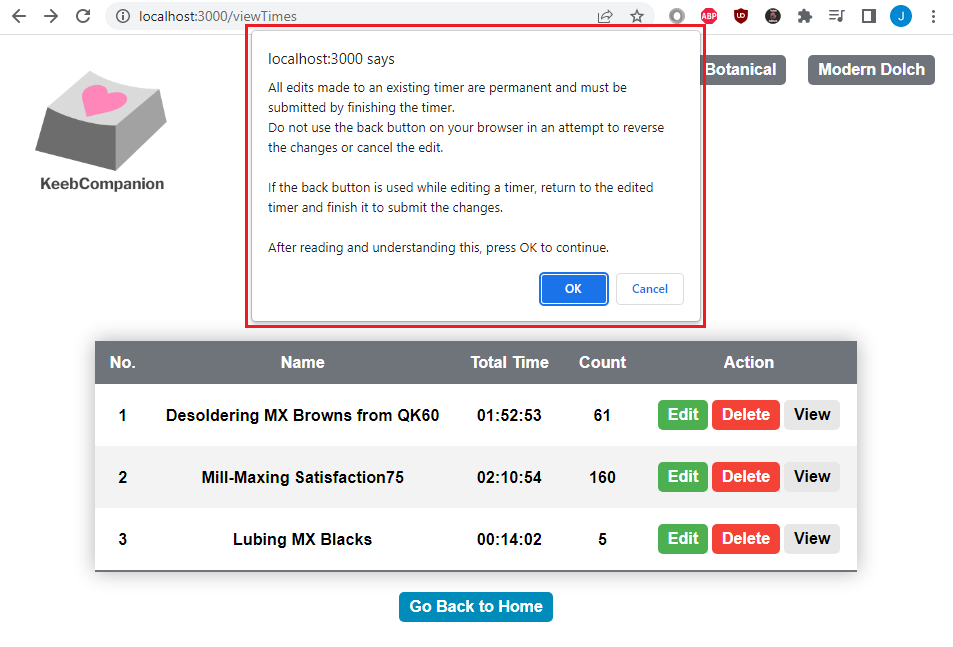 localhost:3000/viewTimes
ABP
UD
J
localhost:3000 says
All edits made to an existing timer are permanent and must be
submitted by finishing the timer.
Do not use the back button on your browser in an attempt to reverse
the changes or cancel the edit.
If the back button is used while editing a timer, return to the edited
timer and finish it to submit the changes.
After reading and understanding this, press OK to continue.
OK Cancel
Botanical Modern Dolch
KeebCompanion
No. Name Total Time Count Action
1 Desoldering MX Browns from QK60 01:52:53 61 Edit Delete View
2 Mill-Maxing Satisfaction75 02:10:54 160 Edit Delete View
3 Lubing MX Blacks 00:14:02 5 Edit Delete View
Go Back to Home